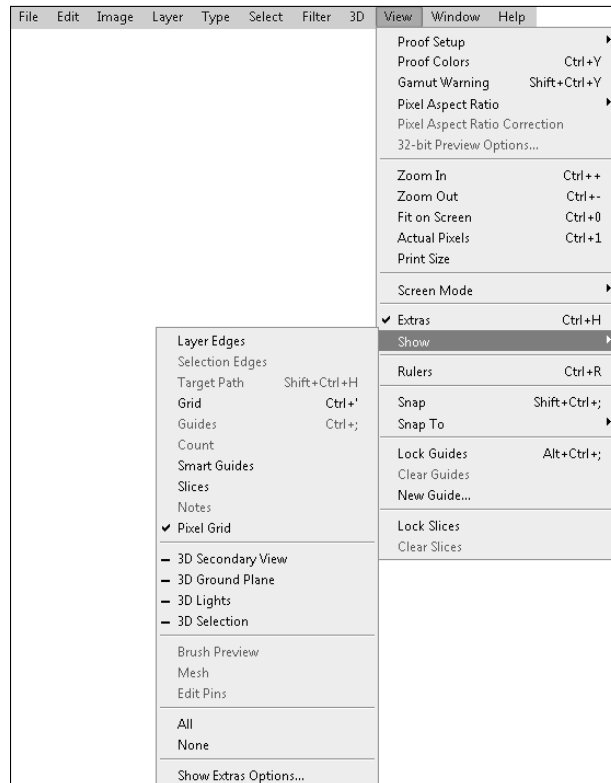 File Edit Image Layer Type Select Filter 3D View Window Help
Proof Setup
Proof Colors Ctrl+Y
Gamut Warning Shift+Ctrl+Y
Pixel Aspect Ratio
Pixel Aspect Ratio Correction
32-bit Preview Options...
Zoom In Ctrl++
Zoom Out Ctrl+-
Fit on Screen Ctrl+0
Actual Pixels Ctrl+1
Print Size
Screen Mode
Extras Ctrl+H
Show
Rulers Ctrl+R
Snap Shift+Ctrl+;
Snap To
Lock Guides Alt+Ctrl+;
Clear Guides
New Guide...
Lock Slices
Clear Slices
Layer Edges
Selection Edges
Target Path Shift+Ctrl+H
Grid Ctrl+'
Guides Ctrl+;
Count
Smart Guides
Slices
Notes
Pixel Grid
3D Secondary View
3D Ground Plane
3D Lights
3D Selection
Brush Preview
Mesh
Edit Pins
All
None
Show Extras Options...